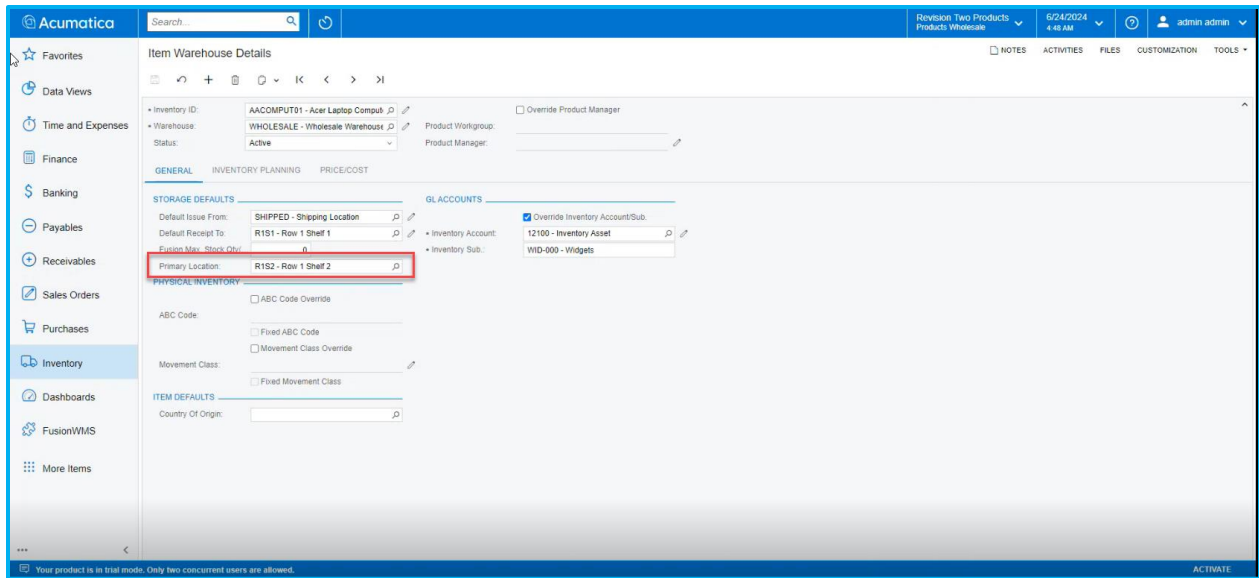 Acumatica
Search...
Revision Two Products
Products Wholesale
6/24/2024
4:48 AM
admin admin
Favorites
Data Views
Time and Expenses
Finance
Banking
Payables
Receivables
Sales Orders
Purchases
Inventory
Dashboards
FusionWMS
More Items
Item Warehouse Details
NOTES ACTIVITIES FILES CUSTOMIZATION TOOLS
Inventory ID: AACOMPUT01 - Acer Laptop Comput Override Product Manager
Warehouse: WHOLESALE - Wholesale Warehouse Product Workgroup:
Status: Active Product Manager:
GENERAL INVENTORY PLANNING PRICE/COST
STORAGE DEFAULTS
Default Issue From: SHIPPED - Shipping Location
Default Receipt To: R1S1 - Row 1 Shelf 1
Fusion Max. Stock Qty/ 0
Primary Location: R1S2 - Row 1 Shelf 2
PHYSICAL INVENTORY
ABC Code Override
ABC Code:
Fixed ABC Code
Movement Class Override
Movement Class:
Fixed Movement Class
ITEM DEFAULTS
Country Of Origin:
GL ACCOUNTS
Override Inventory Account/Sub.
Inventory Account: 12100 - Inventory Asset
Inventory Sub.: WID-000 - Widgets
Your product is in trial mode. Only two concurrent users are allowed. ACTIVATE